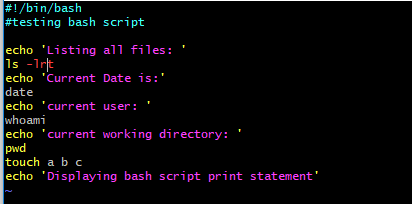 #!/bin/bash
#testing bash script

echo 'Listing all files: '
ls -lrt
echo 'Current Date is:'
date
echo 'current user: '
whoami
echo 'current working directory: '
pwd
touch a b c
echo 'Displaying bash script print statement'
~